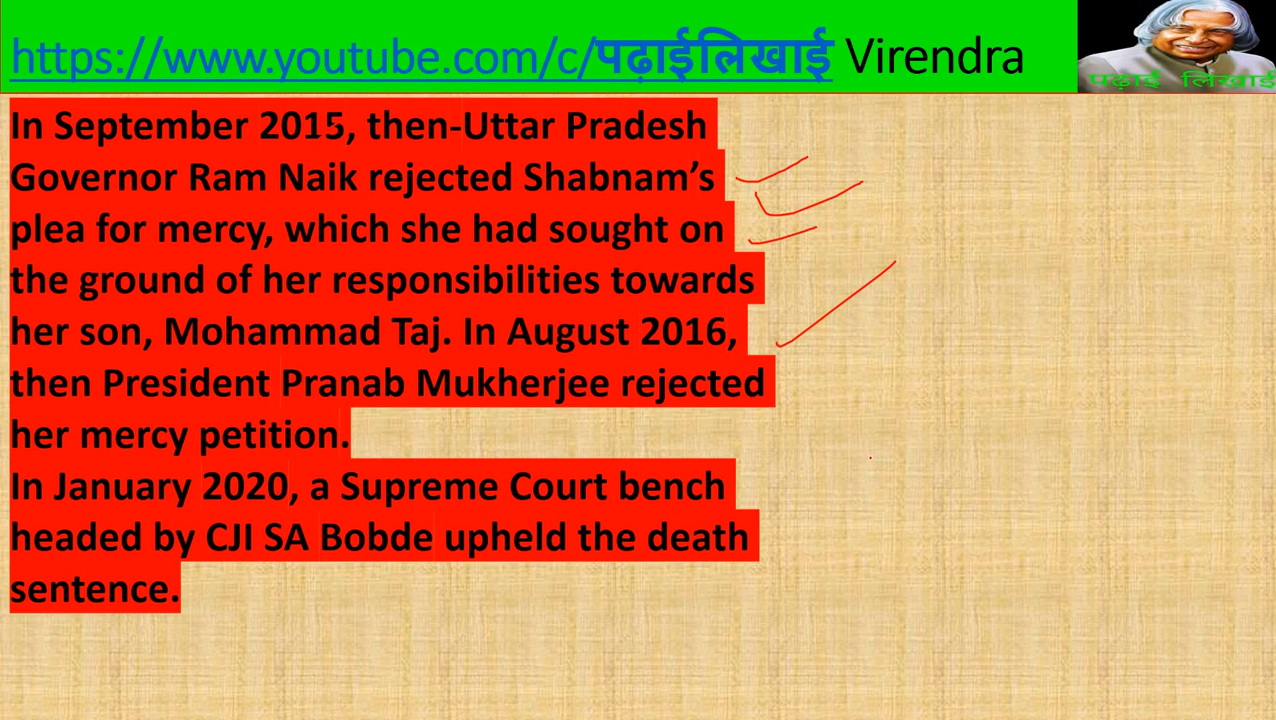 https://www.youtube.com/c/पढ़ाईलिखाई Virendra
पढ़ाई लिखाई
In September 2015, then-Uttar Pradesh
Governor Ram Naik rejected Shabnam’s
plea for mercy, which she had sought on
the ground of her responsibilities towards
her son, Mohammad Taj. In August 2016,
then President Pranab Mukherjee rejected
her mercy petition.
In January 2020, a Supreme Court bench
headed by CJI SA Bobde upheld the death
sentence.